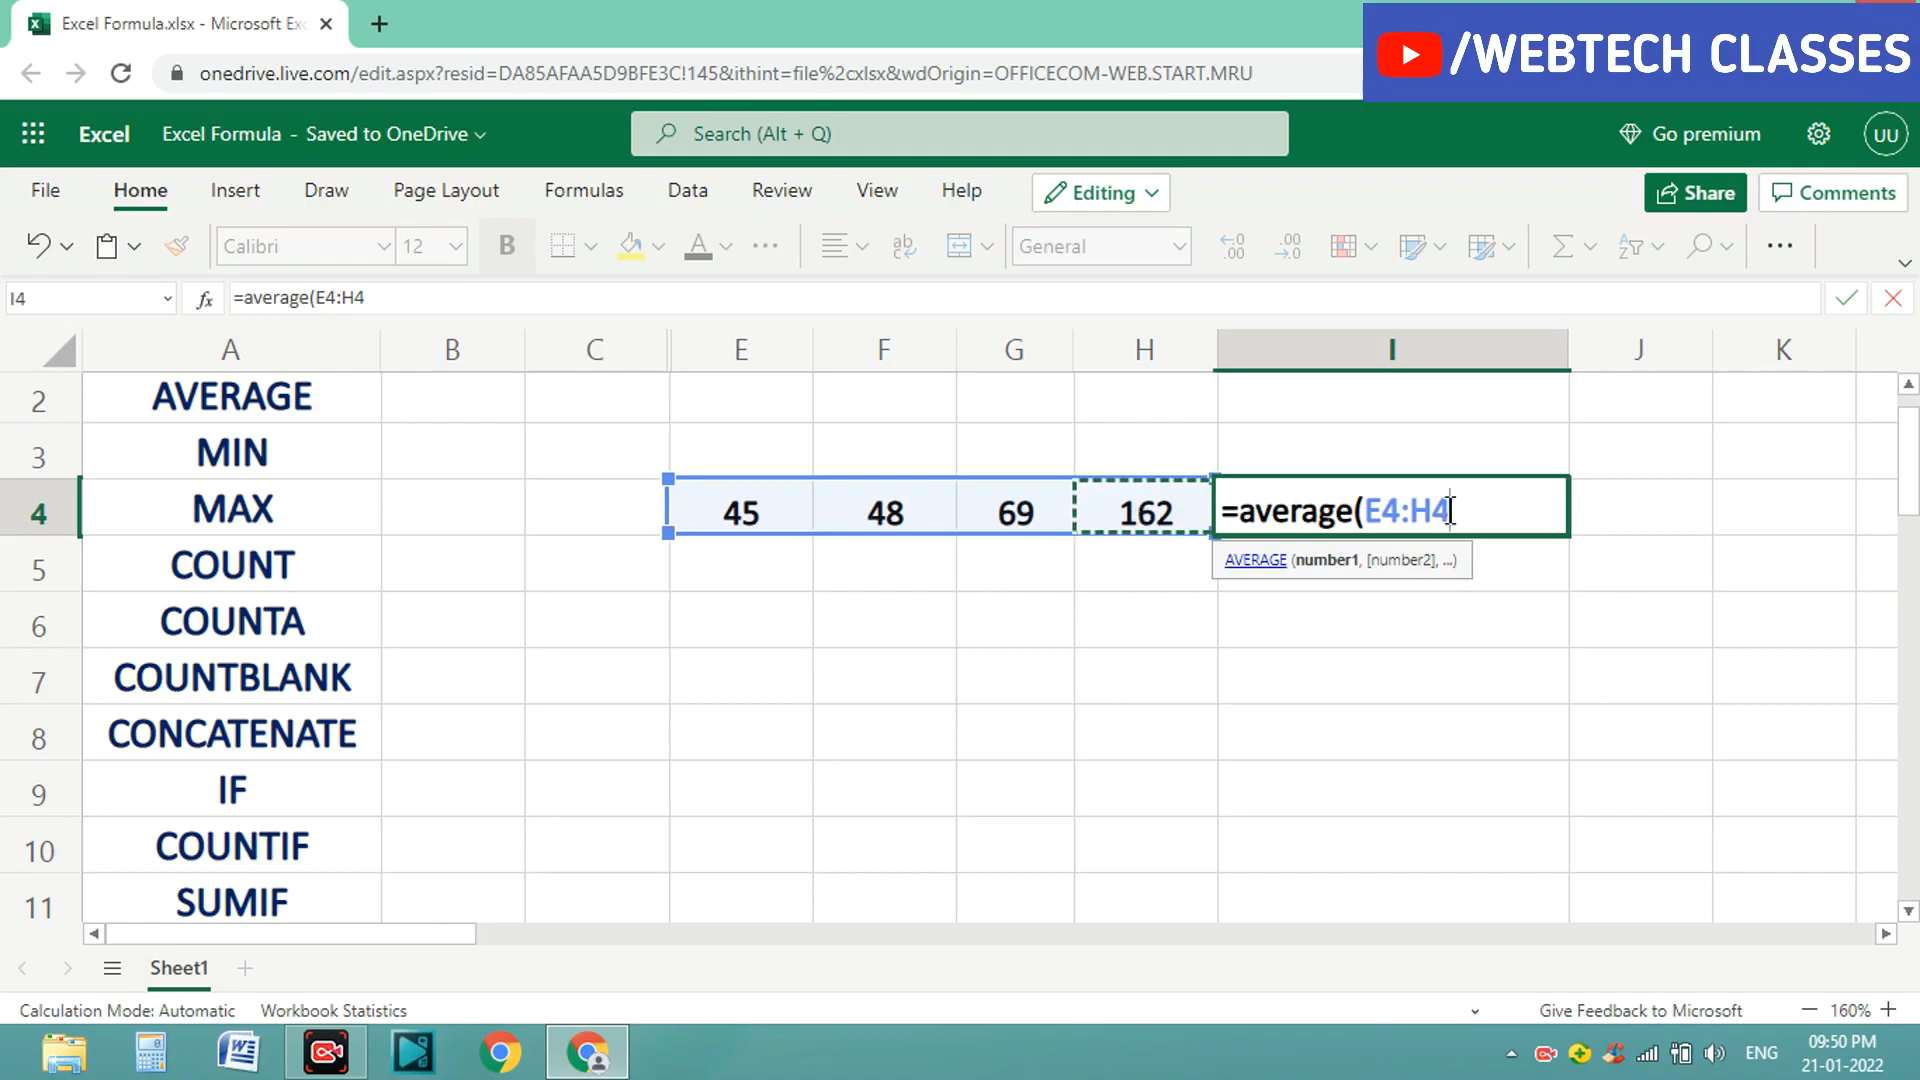 Excel Formula.xlsx - Microsoft Exc
/WEBTECH CLASSES
onedrive.live.com/edit.aspx?resid=DA85AFAA5D9BFE3C!145&ithint=file%2cxlsx&wdOrigin=OFFICECOM-WEB.START.MRU
Excel
Excel Formula - Saved to OneDrive
Search (Alt + Q)
Go premium
UU
File
Home
Insert
Draw
Page Layout
Formulas
Data
Review
View
Help
Editing
Share
Comments
Calibri
12
B
A
ab
General
.00
.00
I4
fx
=average(E4:H4
A B C E F G H I J K
2 AVERAGE
3 MIN
4 MAX 45 48 69 162 =average(E4:H4
AVERAGE (number1, [number2], ...)
5 COUNT
6 COUNTA
7 COUNTBLANK
8 CONCATENATE
9 IF
10 COUNTIF
11 SUMIF
Sheet1
Calculation Mode: Automatic
Workbook Statistics
Give Feedback to Microsoft
160%
ENG
09:50 PM
21-01-2022